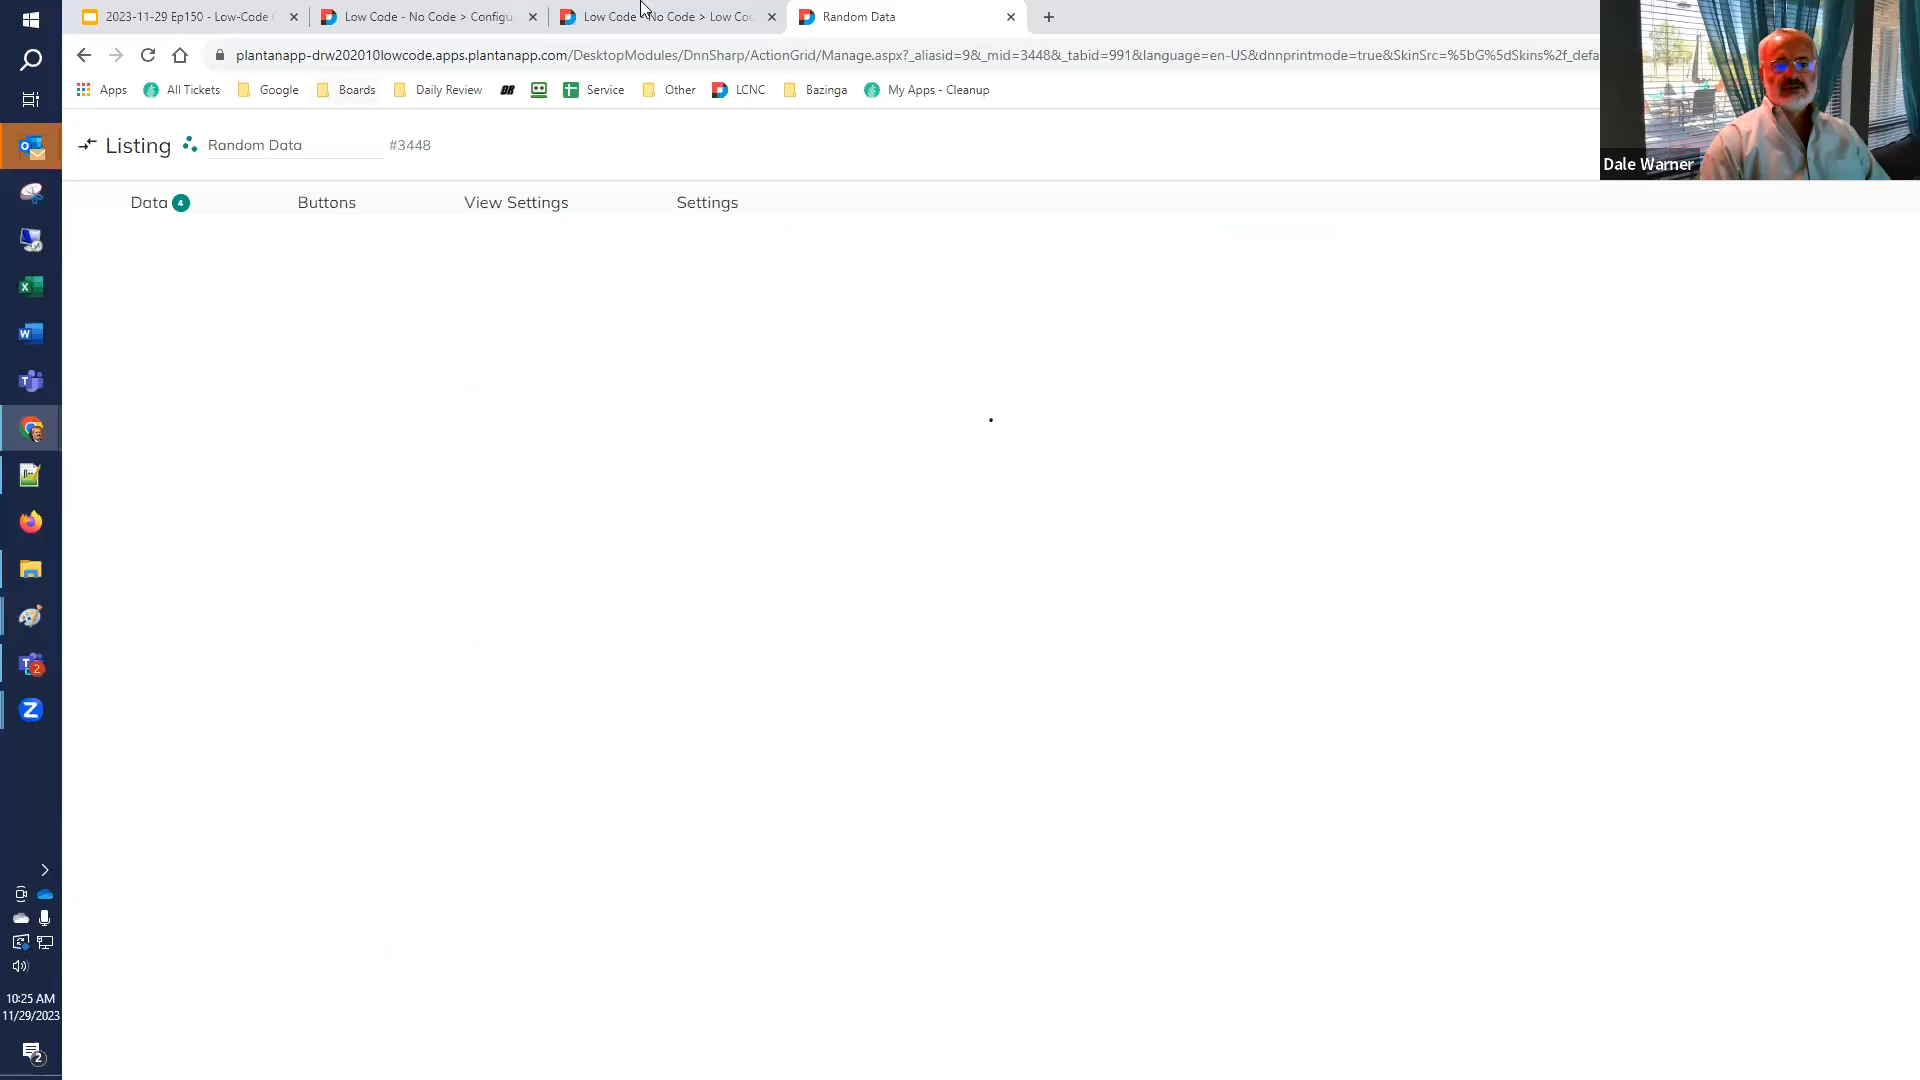 2023-11-29 Ep150 - Low-Code
Low Code - No Code > Configu
Low Code - No Code > Low Co
Random Data
plantanapp-drw202010lowcode.apps.plantanapp.com/DesktopModules/DnnSharp/ActionGrid/Manage.aspx?_aliasid=9&_mid=3448&_tabid=991&language=en-US&dnnprintmode=true&SkinSrc=%5bG%5dSkins%2f_defa
Apps
All Tickets
Google
Boards
Daily Review
DR
Service
Other
LCNC
Bazinga
My Apps - Cleanup
Listing
Random Data
#3448
Dale Warner
Data 4
Buttons
View Settings
Settings
2
10:25 AM
11/29/2023
2